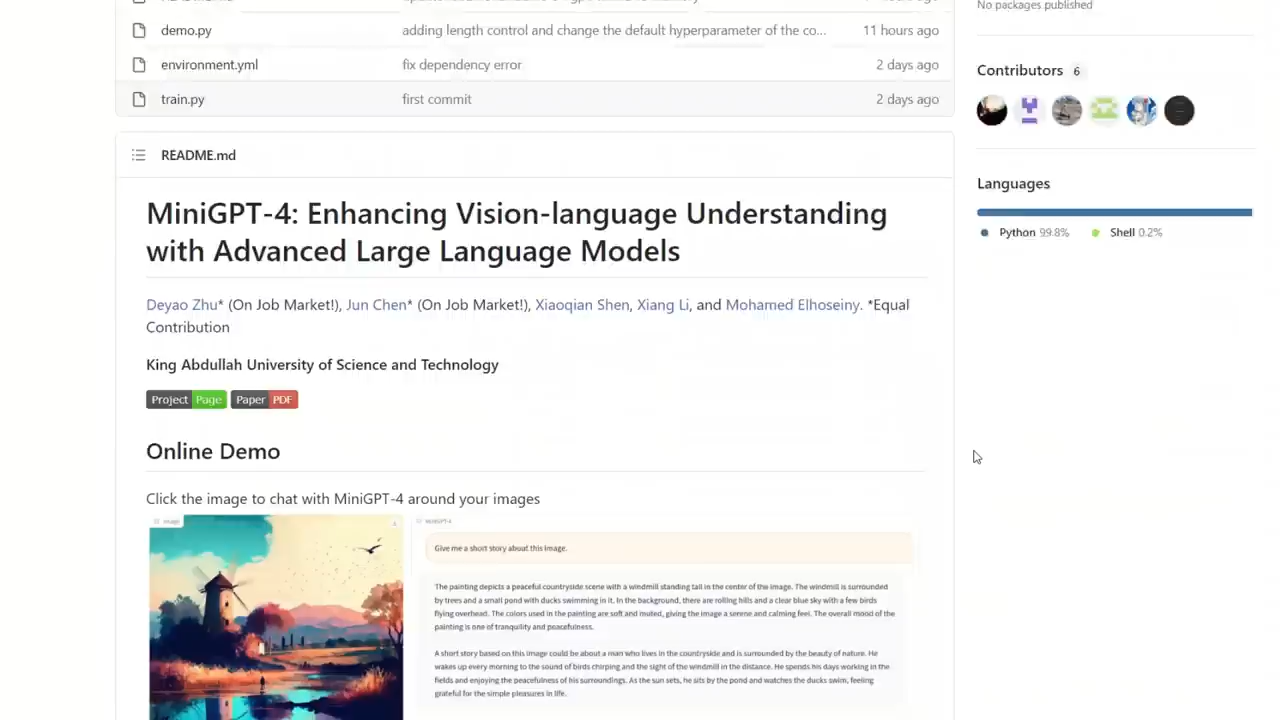 No packages published
demo.py adding length control and change the default hyperparameter of the co... 11 hours ago
environment.yml fix dependency error 2 days ago
Contributors 6
train.py first commit 2 days ago
README.md
Languages
Python 99.8% Shell 0.2%
MiniGPT-4: Enhancing Vision-language Understanding
with Advanced Large Language Models
Deyao Zhu* (On Job Market!), Jun Chen* (On Job Market!), Xiaoqian Shen, Xiang Li, and Mohamed Elhoseiny. *Equal
Contribution
King Abdullah University of Science and Technology
Project Page Paper PDF
Online Demo
Click the image to chat with MiniGPT-4 around your images
Image
MiniGPT-4
Give me a short story about this image.
The painting depicts a peaceful countryside scene with a windmill standing tall in the center of the image. The windmill is surrounded
by trees and a small pond with ducks swimming in it. In the background, there are rolling hills and a clear blue sky with a few birds
flying overhead. The colors used in the painting are soft and muted, giving the image a serene and calming feel. The overall mood of the
painting is one of tranquility and peacefulness.
A short story based on this image could be about a man who lives in the countryside and is surrounded by the beauty of nature. He
wakes up every morning to the sound of birds chirping and the sight of the windmill in the distance. He spends his days working in the
fields and enjoying the peacefulness of his surroundings. As the sun sets, he sits by the pond and watches the ducks swim, feeling
grateful for the simple pleasures in life.